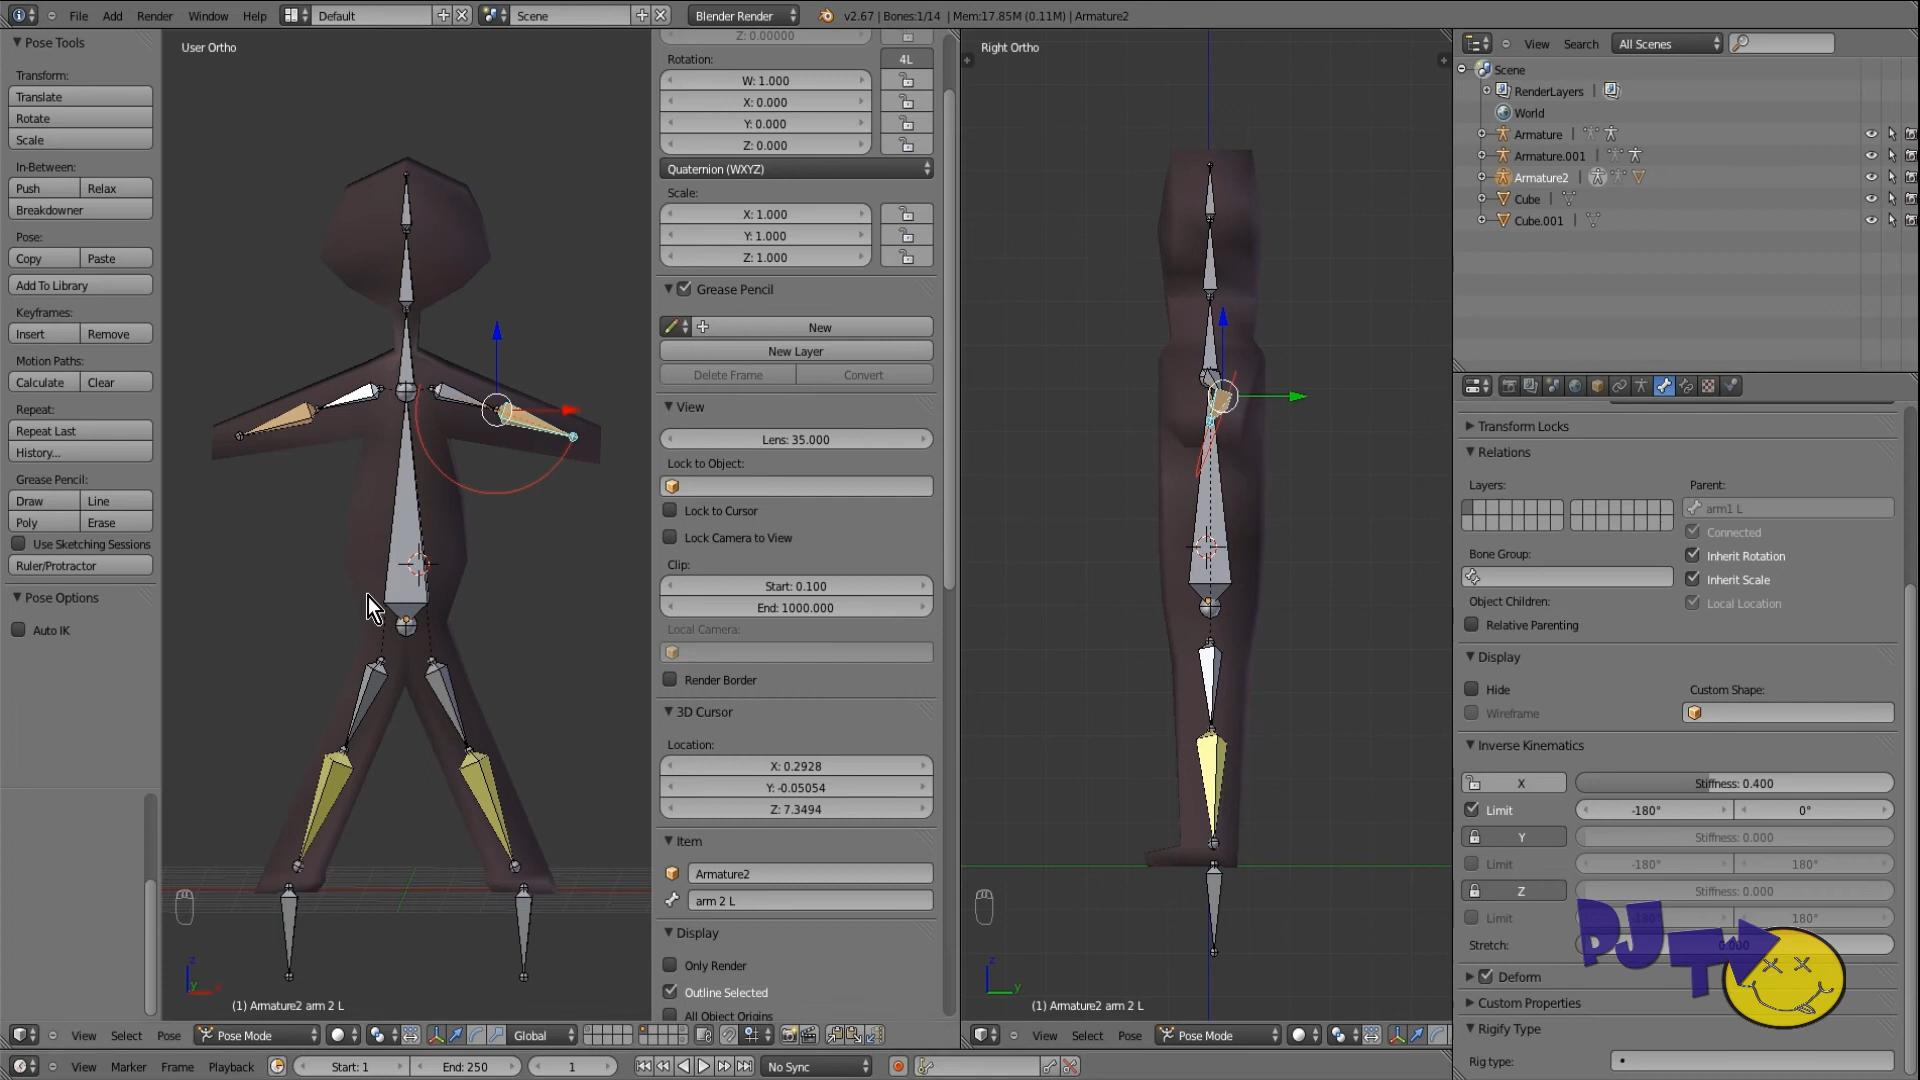 File Add Render Window Help Default Scene Blender Render v2.67 | Bones:1/14 | Mem:17.85M (0.11M) | Armature2
Pose Tools
Transform:
Translate
Rotate
Scale
In-Between:
Push Relax
Breakdowner
Pose:
Copy Paste
Add To Library
Keyframes:
Insert Remove
Motion Paths:
Calculate Clear
Repeat:
Repeat Last
History...
Grease Pencil:
Draw Line
Poly Erase
Use Sketching Sessions
Ruler/Protractor
Pose Options
Auto IK
User Ortho
(1) Armature2 arm 2 L
Z: 0.00000
Rotation:
4L
W: 1.000
X: 0.000
Y: 0.000
Z: 0.000
Quaternion (WXYZ)
Scale:
X: 1.000
Y: 1.000
Z: 1.000
Grease Pencil
New
New Layer
Delete Frame Convert
View
Lens: 35.000
Lock to Object:
Lock to Cursor
Lock Camera to View
Clip:
Start: 0.100
End: 1000.000
Local Camera:
Render Border
3D Cursor
Location:
X: 0.2928
Y: -0.05054
Z: 7.3494
Item
Armature2
arm 2 L
Display
Only Render
Outline Selected
All Object Origins
Right Ortho
(1) Armature2 arm 2 L
View Search All Scenes
Scene
RenderLayers |
World
Armature |
Armature.001 |
Armature2 |
Cube |
Cube.001 |
Transform Locks
Relations
Layers: Parent:
arm1 L
Connected
Bone Group: Inherit Rotation
Inherit Scale
Object Children: Local Location
Relative Parenting
Display
Hide Custom Shape:
Wireframe
Inverse Kinematics
X Stiffness: 0.400
Limit -180° 0°
Y Stiffness: 0.000
Limit -180° 180°
Z Stiffness: 0.000
Limit -180° 180°
Stretch: 0.000
Deform
Custom Properties
Rigify Type
Rig type:
PJTV
View Select Pose Pose Mode Global
View Select Pose Pose Mode
View Marker Frame Playback Start: 1 End: 250 1 No Sync
x
y
z
y
z